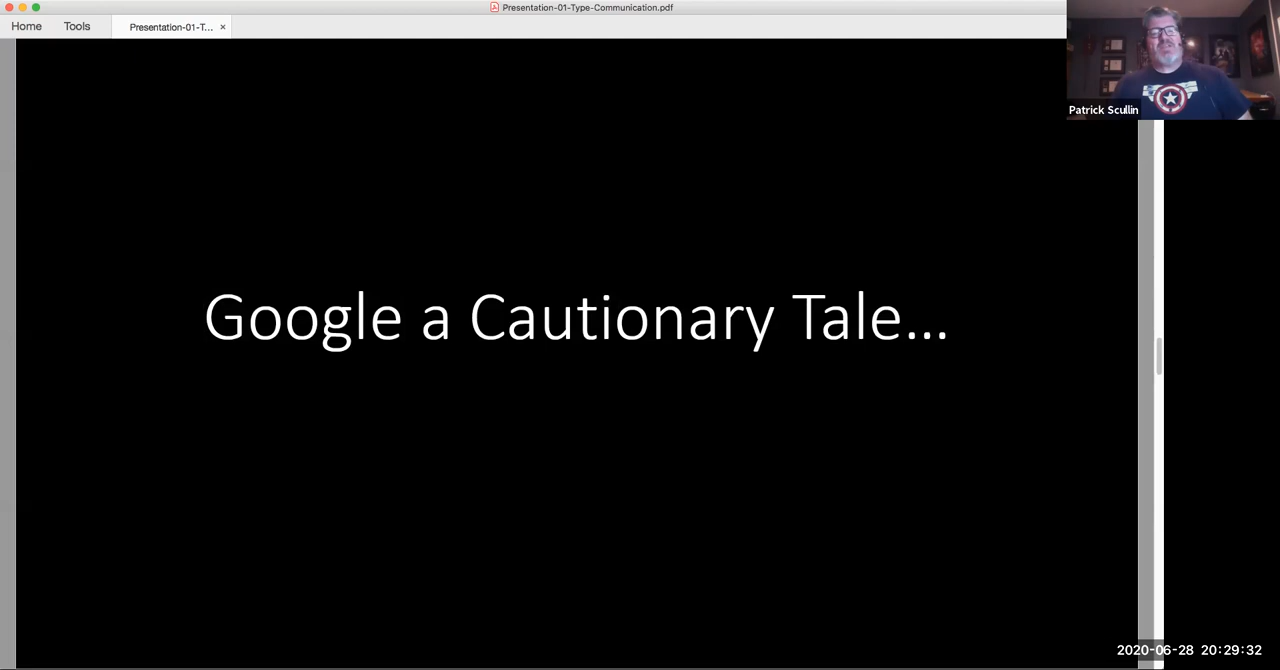 Presentation-01-Type-Communication.pdf
Home Tools Presentation-01-T... ×
Patrick Scullin
Google a Cautionary Tale...
2020-06-28 20:29:32